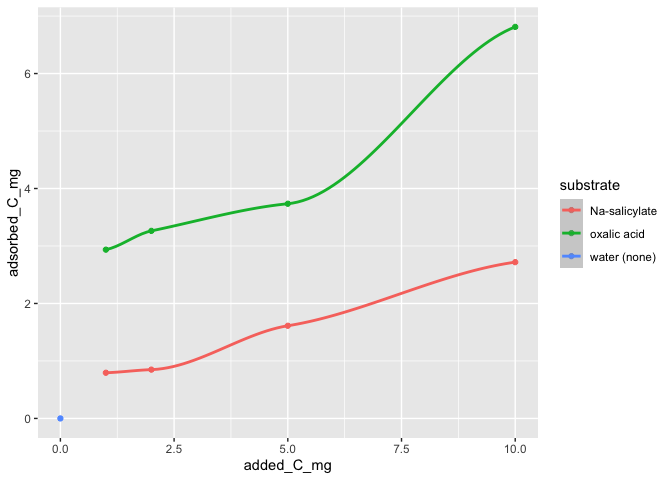 6
4
2
0
adsorbed_C_mg
0.0 2.5 5.0 7.5 10.0
added_C_mg
substrate
Na-salicylate
oxalic acid
water (none)